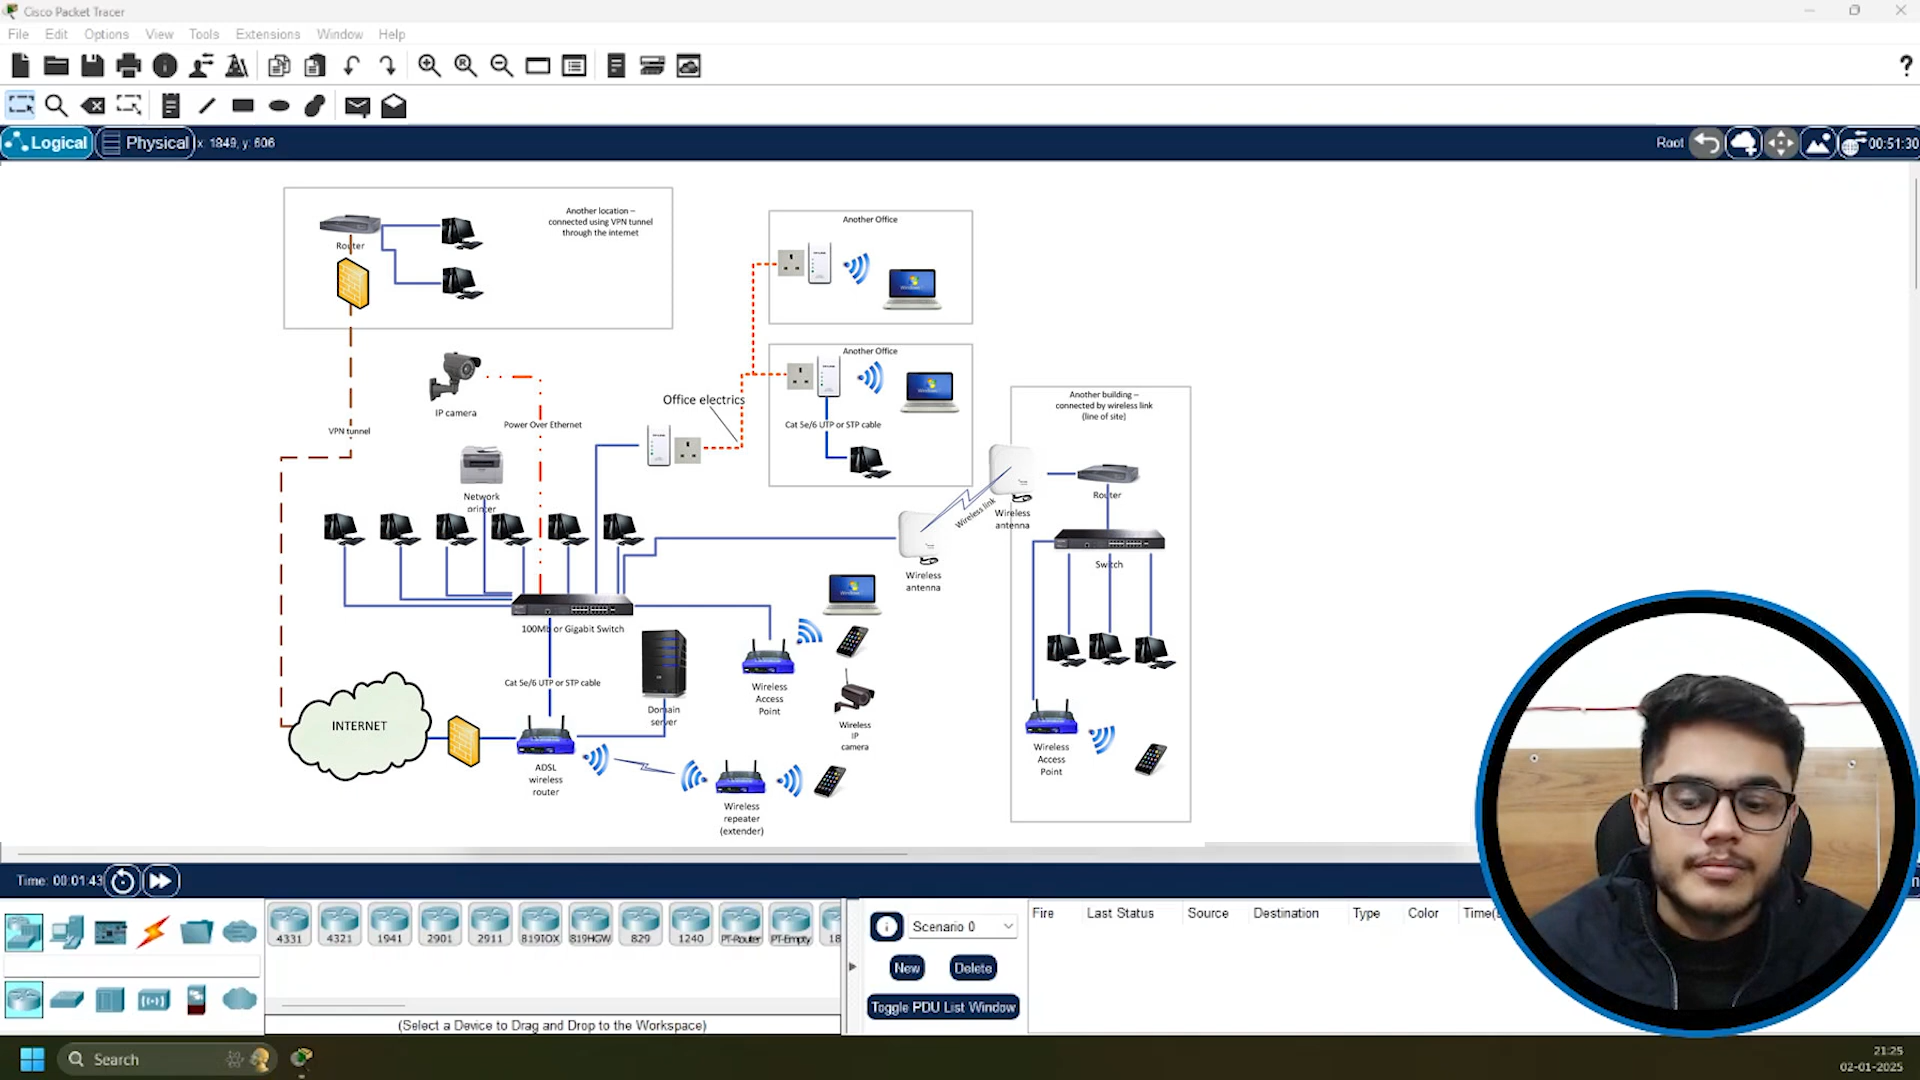 Cisco Packet Tracer
File Edit Options View Tools Extensions Window Help
Logical Physical x: 1849, y: 606 Root 00:51:30
Another location –
connected using VPN tunnel
through the internet
Router
Another Office
Another Office
Cat 5e/6 UTP or STP cable
IP camera
VPN tunnel
Power Over Ethernet
Office electrics
Network
printer
Another building –
connected by wireless link
(line of site)
Router
Switch
Wireless link
Wireless
antenna
Wireless
antenna
100Mb or Gigabit Switch
Cat 5e/6 UTP or STP cable
Domain
server
Wireless
Access
Point
Wireless
IP
camera
INTERNET
ADSL
wireless
router
Wireless
repeater
(extender)
Wireless
Access
Point
Time: 00:01:43
4331 4321 1941 2901 2911 819IOX 819HGW 829 1240 PT-Router PT-Empty 18
(Select a Device to Drag and Drop to the Workspace)
Scenario 0
New Delete
Toggle PDU List Window
Fire Last Status Source Destination Type Color Time(s
Search
21:25
02-01-2025